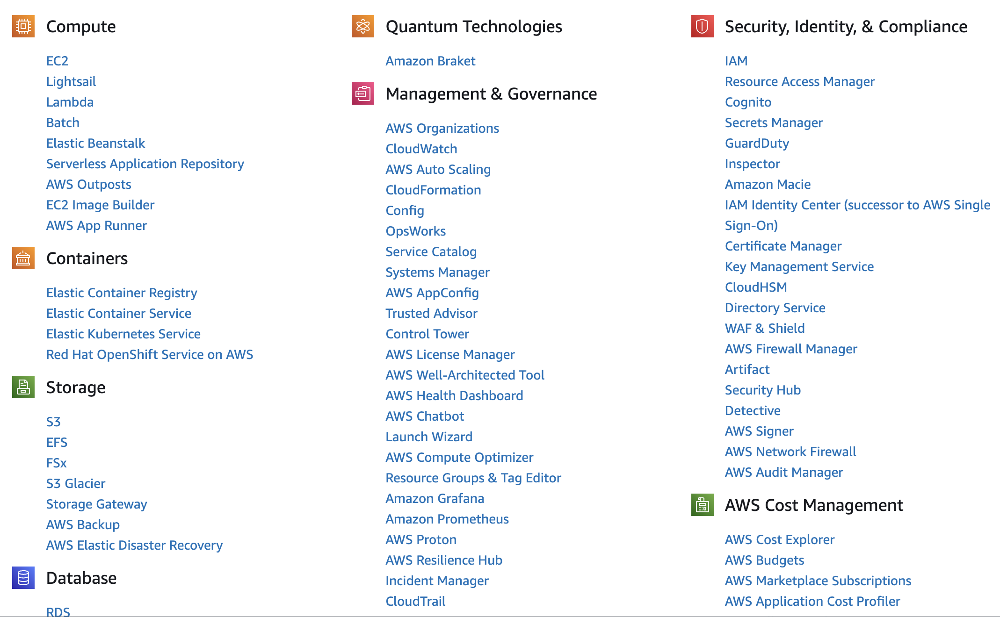 Compute
EC2
Lightsail
Lambda
Batch
Elastic Beanstalk
Serverless Application Repository
AWS Outposts
EC2 Image Builder
AWS App Runner
Containers
Elastic Container Registry
Elastic Container Service
Elastic Kubernetes Service
Red Hat OpenShift Service on AWS
Storage
S3
EFS
FSx
S3 Glacier
Storage Gateway
AWS Backup
AWS Elastic Disaster Recovery
Database
RDS
Quantum Technologies
Amazon Braket
Management & Governance
AWS Organizations
CloudWatch
AWS Auto Scaling
CloudFormation
Config
OpsWorks
Service Catalog
Systems Manager
AWS AppConfig
Trusted Advisor
Control Tower
AWS License Manager
AWS Well-Architected Tool
AWS Health Dashboard
AWS Chatbot
Launch Wizard
AWS Compute Optimizer
Resource Groups & Tag Editor
Amazon Grafana
Amazon Prometheus
AWS Proton
AWS Resilience Hub
Incident Manager
CloudTrail
Security, Identity, & Compliance
IAM
Resource Access Manager
Cognito
Secrets Manager
GuardDuty
Inspector
Amazon Macie
IAM Identity Center (successor to AWS Single
Sign-On)
Certificate Manager
Key Management Service
CloudHSM
Directory Service
WAF & Shield
AWS Firewall Manager
Artifact
Security Hub
Detective
AWS Signer
AWS Network Firewall
AWS Audit Manager
AWS Cost Management
AWS Cost Explorer
AWS Budgets
AWS Marketplace Subscriptions
AWS Application Cost Profiler